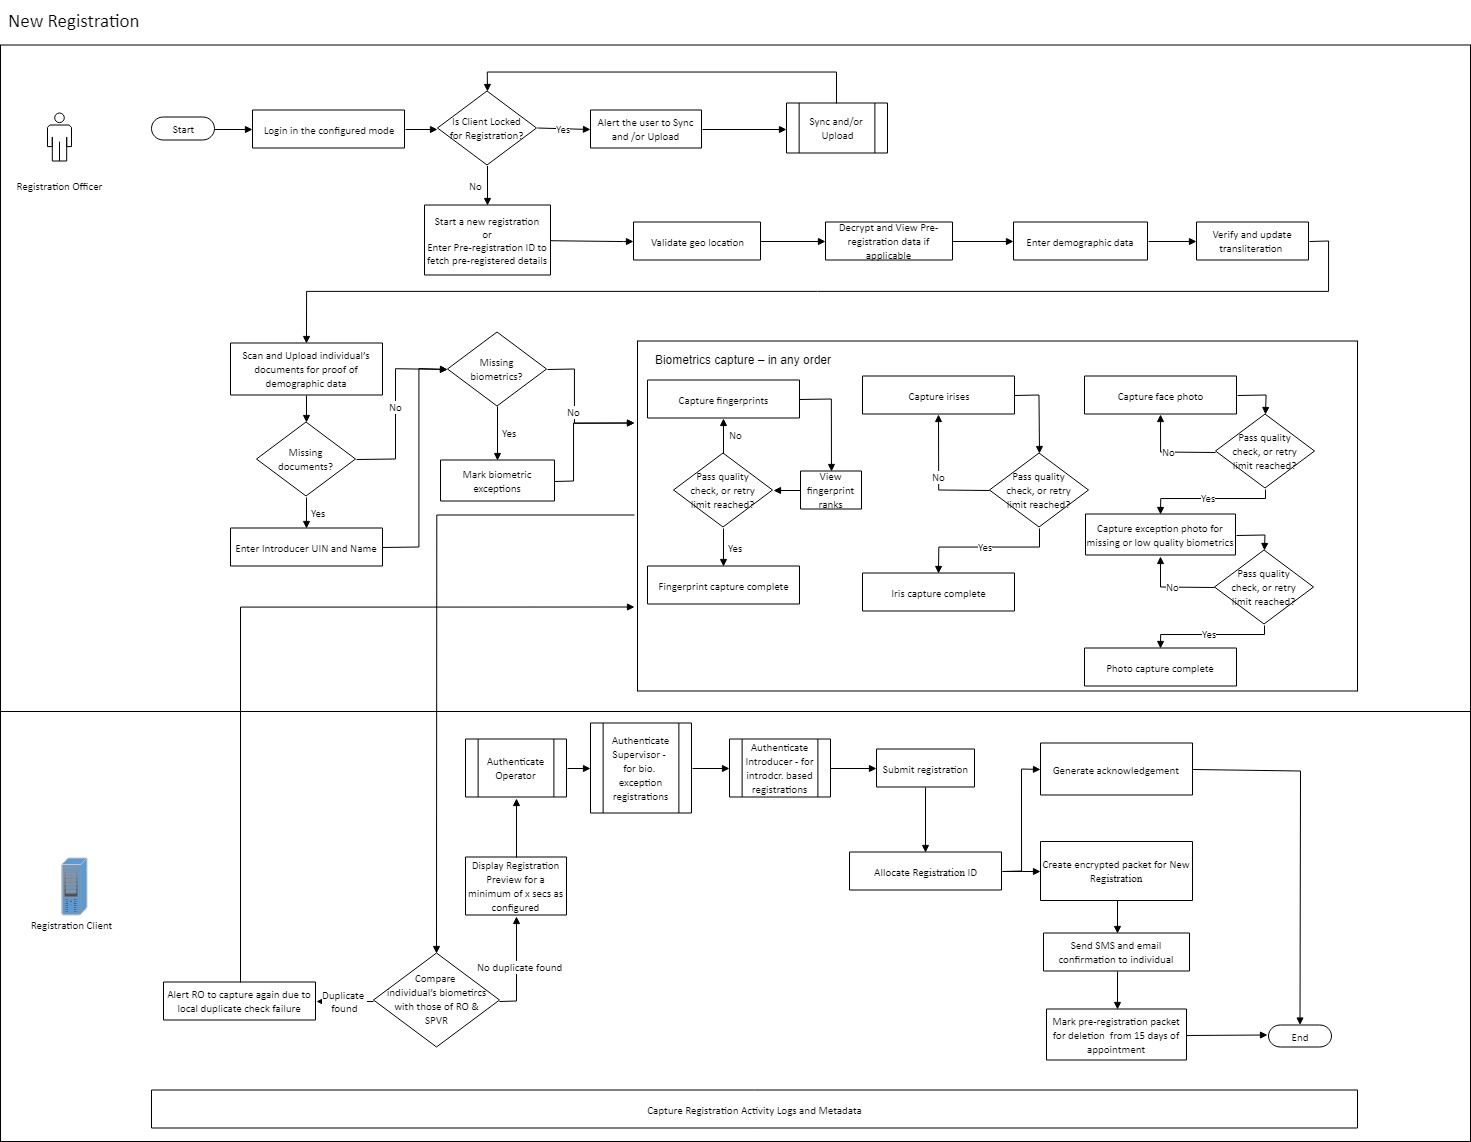 New Registration
Registration Officer
Start
Login in the configured mode
Is Client Locked
for Registration?
Yes
Alert the user to Sync
and /or Upload
Sync and/or
Upload
No
Start a new registration
or
Enter Pre-registration ID to
fetch pre-registered details
Validate geo location
Decrypt and View Pre-
registration data if
applicable
Enter demographic data
Verify and update
transliteration
Scan and Upload individual's
documents for proof of
demographic data
Missing
documents?
No
Yes
Enter Introducer UIN and Name
Missing
biometrics?
No
Yes
Mark biometric
exceptions
Biometrics capture – in any order
Capture fingerprints
View
fingerprint
ranks
Pass quality
check, or retry
limit reached?
No
Yes
Fingerprint capture complete
Capture irises
Pass quality
check, or retry
limit reached?
No
Yes
Iris capture complete
Capture face photo
Pass quality
check, or retry
limit reached?
No
Yes
Capture exception photo for
missing or low quality biometrics
Pass quality
check, or retry
limit reached?
No
Yes
Photo capture complete
Registration Client
Authenticate
Operator
Authenticate
Supervisor -
for bio.
exception
registrations
Authenticate
Introducer - for
introdcr. based
registrations
Submit registration
Generate acknowledgement
Allocate Registration ID
Create encrypted packet for New
Registration
Display Registration
Preview for a
minimum of x secs as
configured
Send SMS and email
confirmation to individual
No duplicate found
Compare
individual's biometircs
with those of RO &
SPVR
Duplicate
found
Alert RO to capture again due to
local duplicate check failure
Mark pre-registration packet
for deletion from 15 days of
appointment
End
Capture Registration Activity Logs and Metadata